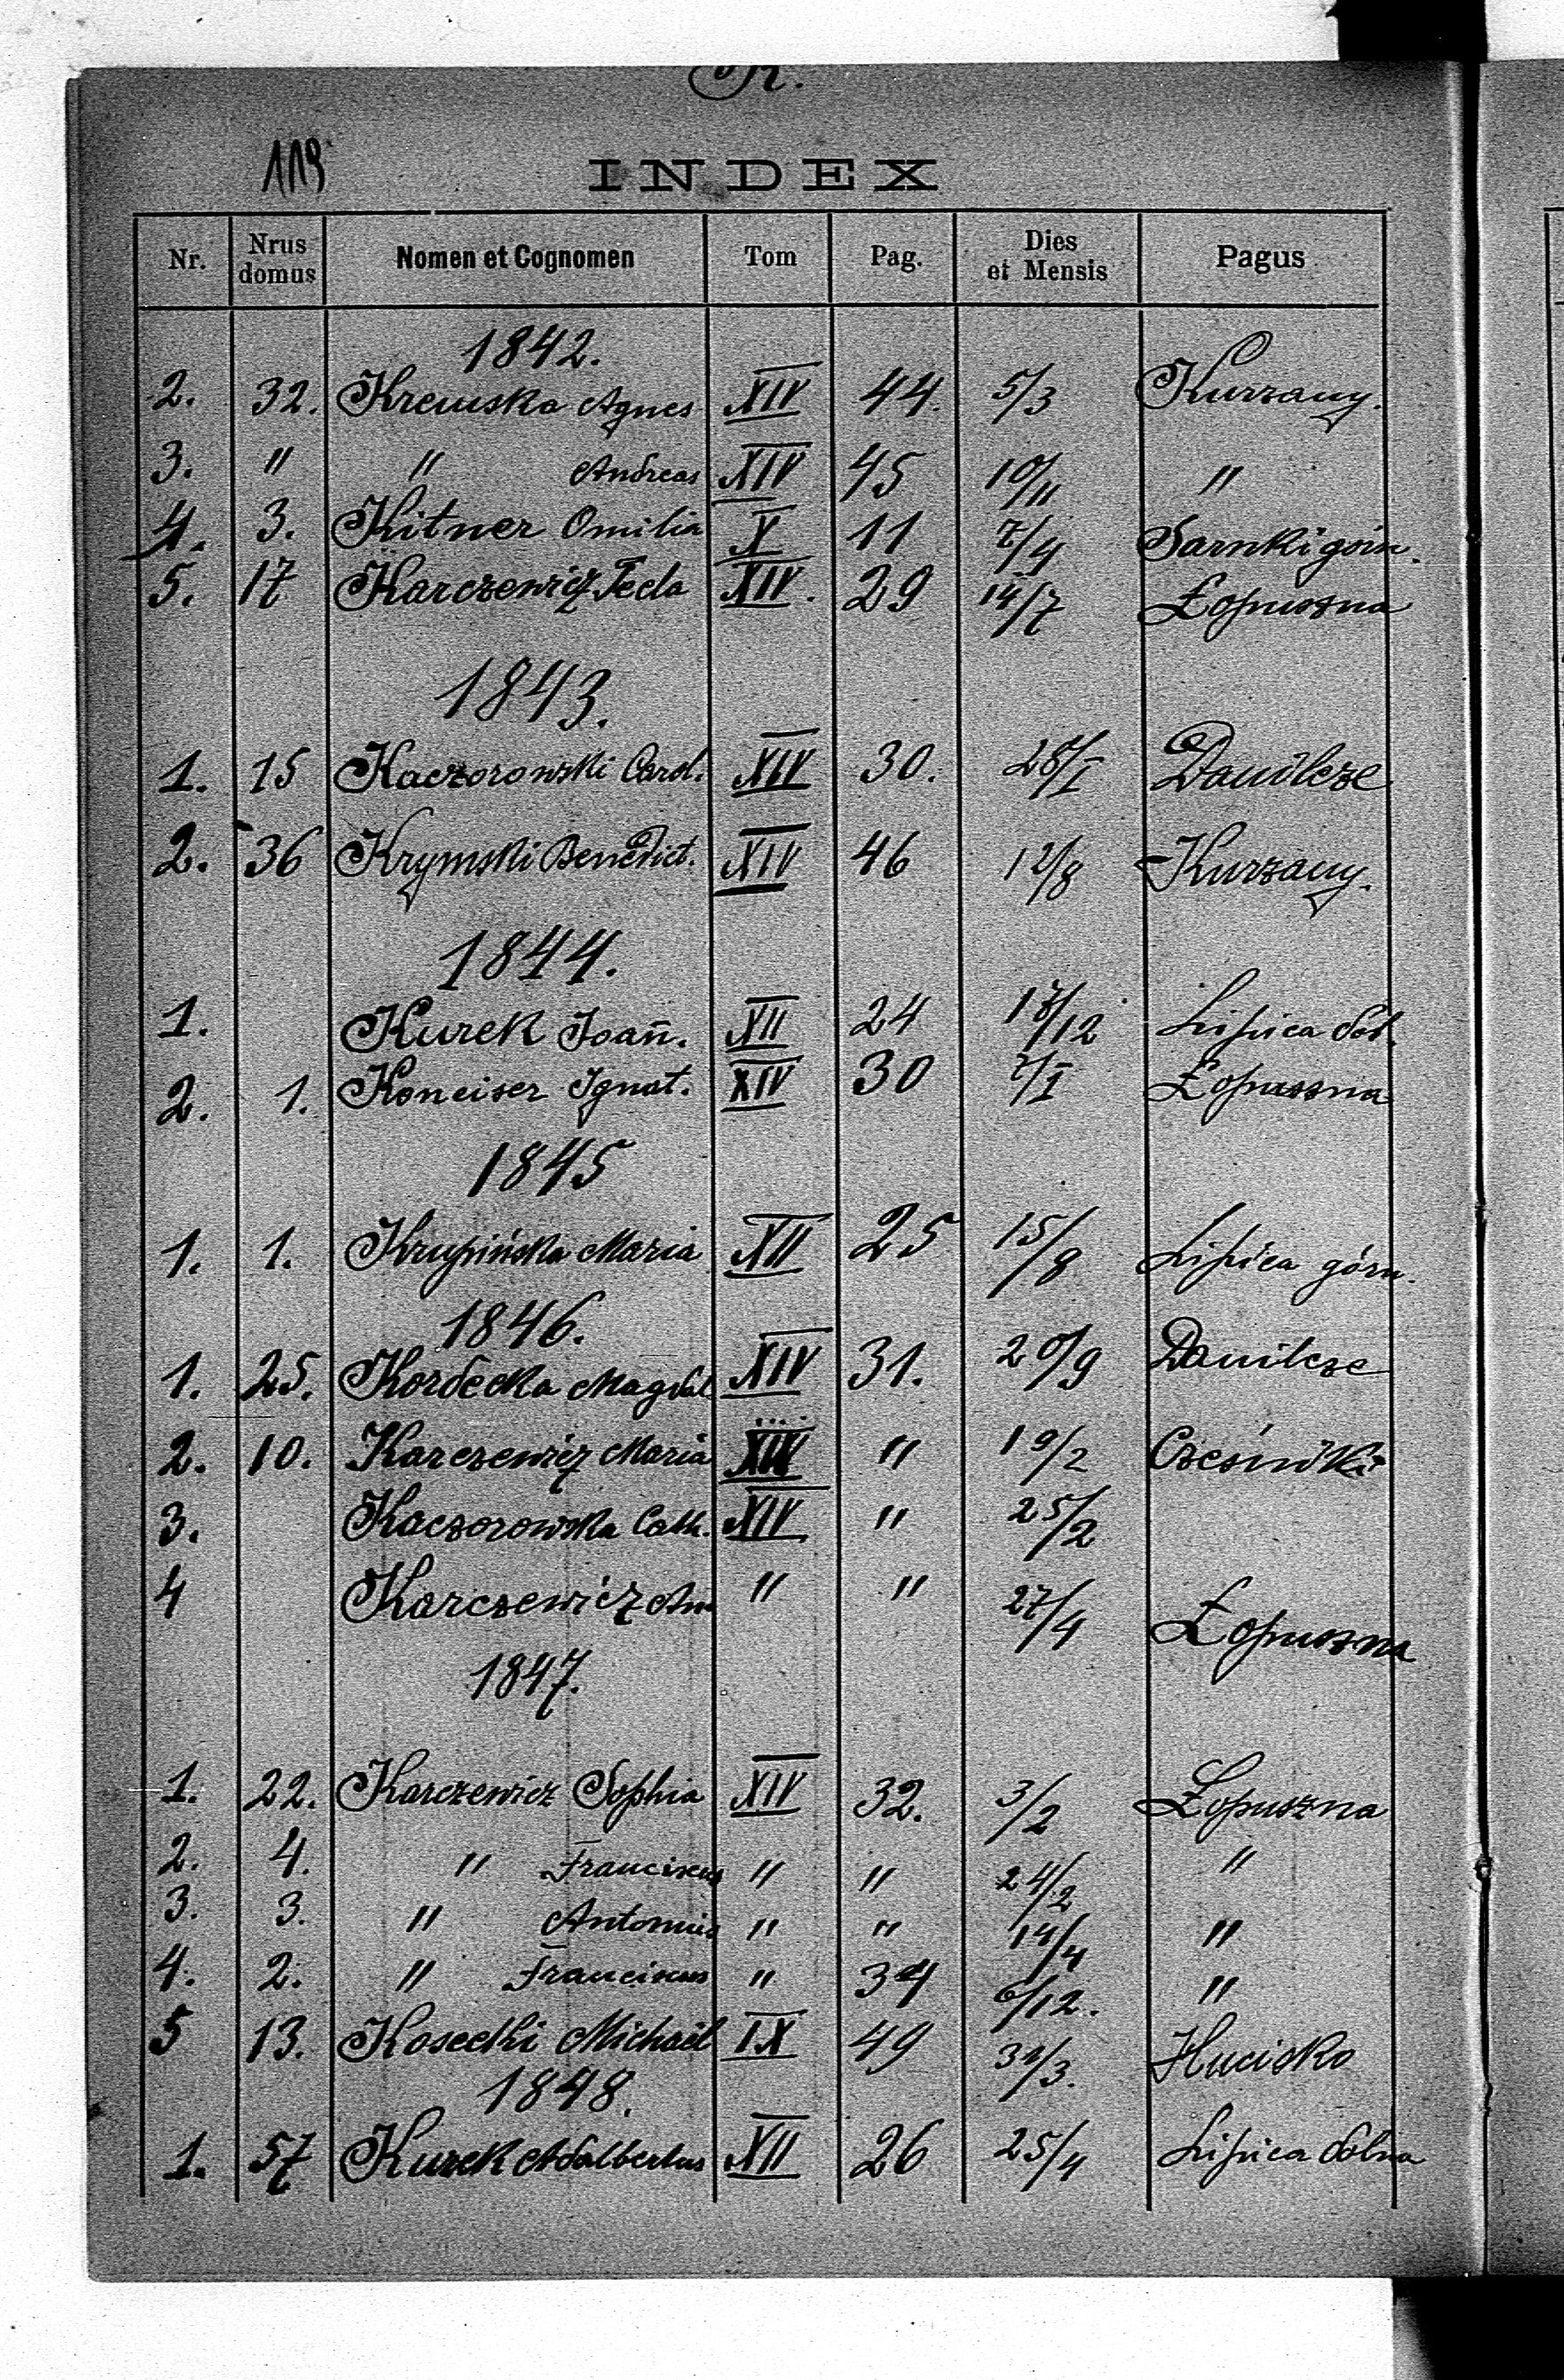 K.
119
INDEX
Nr. Nrus domus Nomen et Cognomen Tom Pag. Dies et Mensis Pagus
1842.
2. 32. Kremska Agnes XIV 44. 5/3 Kurzany.
3. " " Andreas XIV 45 10/11 "
4. 3. Kitner Omilia X 11 7/4 Sarnki górn.
5. 17 Karczewicz Tecla XIV. 29 14/7 Łopuszna
1843.
1. 15 Kaczorowski Carol. XIV 30. 28/I Danilcze
2. 36 Krymski Benedict. XIV 46 12/8 Kurzany.
1844.
1. Kurek Joan̄. XII 24 17/12 Lipica dol.
2. 1. Koneiser Ignat. XIV 30 2/I Łopuszna
1845
1. 1. Krupińska Maria XII 25 15/8 Lipica górn.
1846.
1. 25. Kordecka Magdal XIV 31. 20/9 Danilcze
2. 10. Karczewicz Maria XIV " 19/2 Cześniki
3. Kaczorowska Cath. XIV " 25/2
4 Karczewicz An. " " 27/4 Łopuszna
1847.
1. 22. Karczewicz Sophia XIV 32. 3/2 Łopuszna
2. 4. " Franciscus " " 24/2 "
3. 3. " Antonius " " 14/4 "
4. 2. " Franciscus " 34 6/12. "
5 13. Kosecki Michaël IX 49 31/3. Hucisko
1848.
1. 57 Kurek Adalbertus XII 26 25/4 Lipica dolna